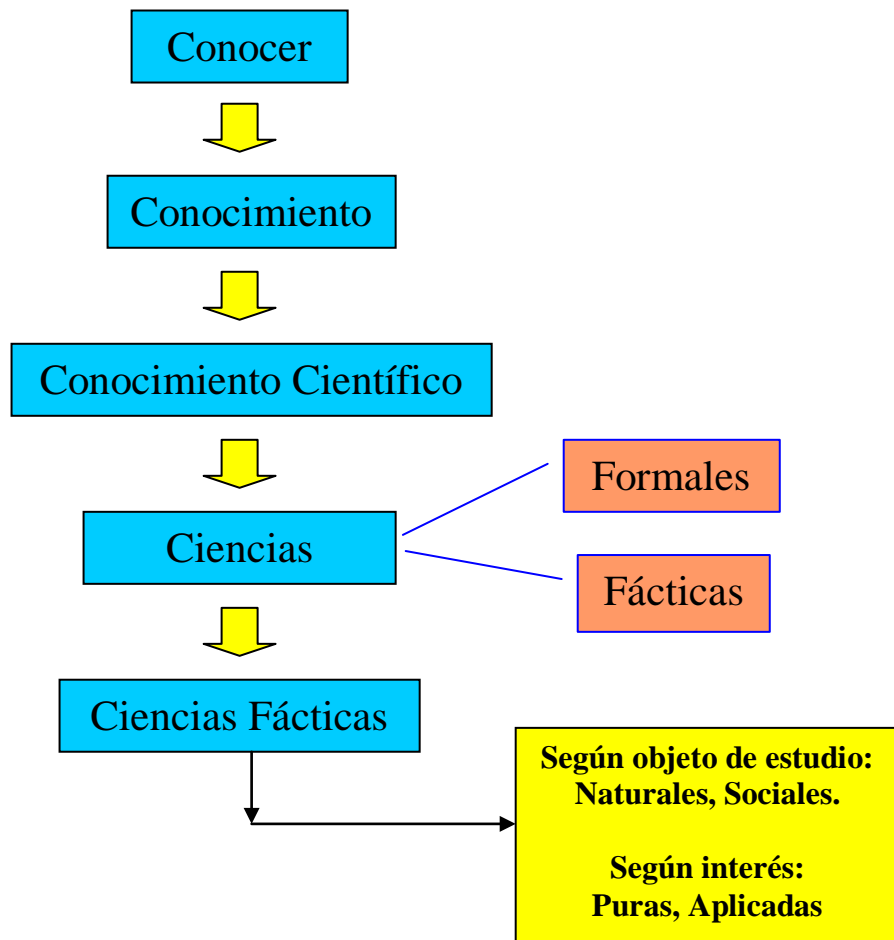 Conocer
Conocimiento
Conocimiento Científico
Formales
Ciencias
Fácticas
Ciencias Fácticas
Según objeto de estudio:
Naturales, Sociales.
Según interés:
Puras, Aplicadas